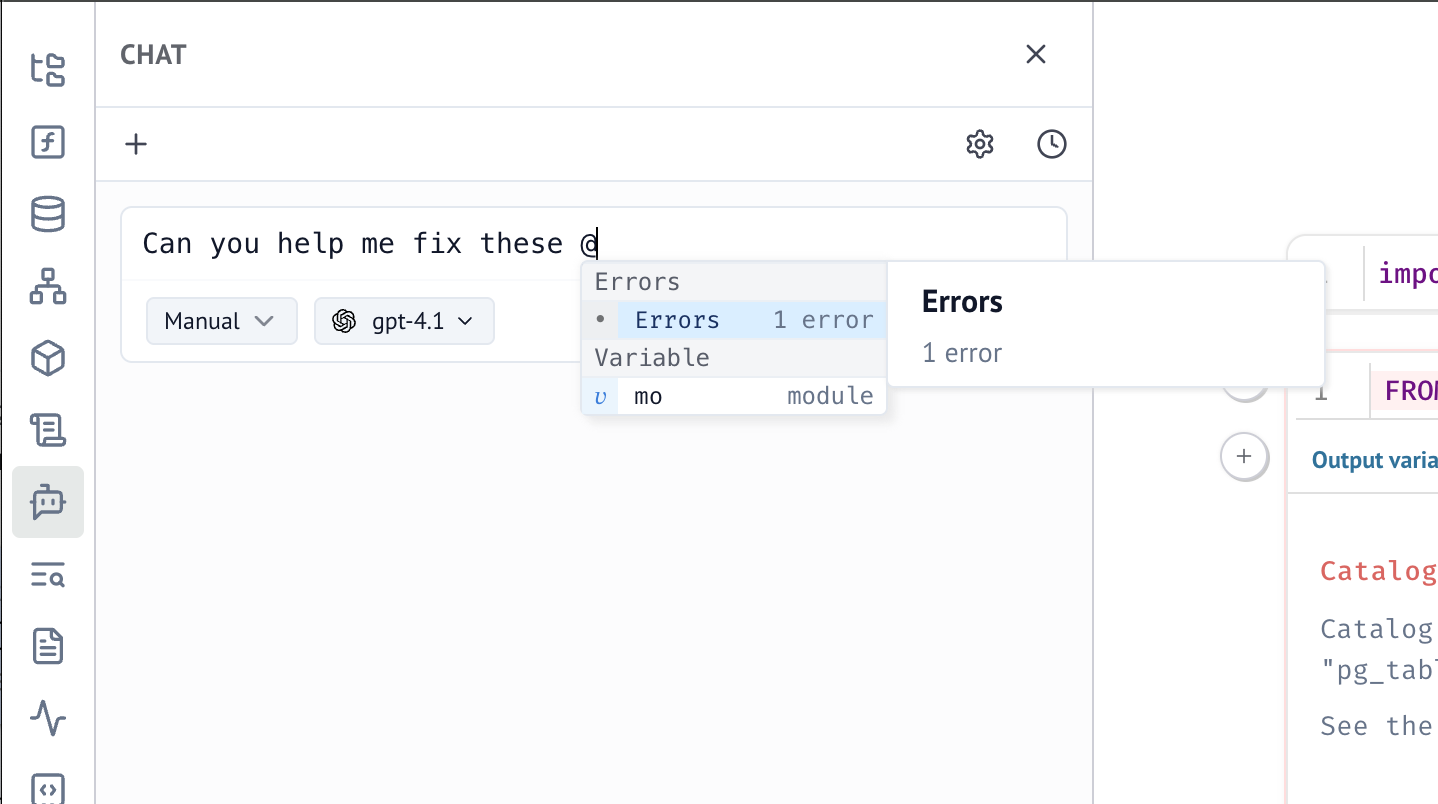 CHAT
Can you help me fix these @
Manual
gpt-4.1
Errors
• Errors 1 error
Variable
v mo module
Errors
1 error
1 FROM
Output varia
Catalog
Catalog
"pg_tabl
See the
impo